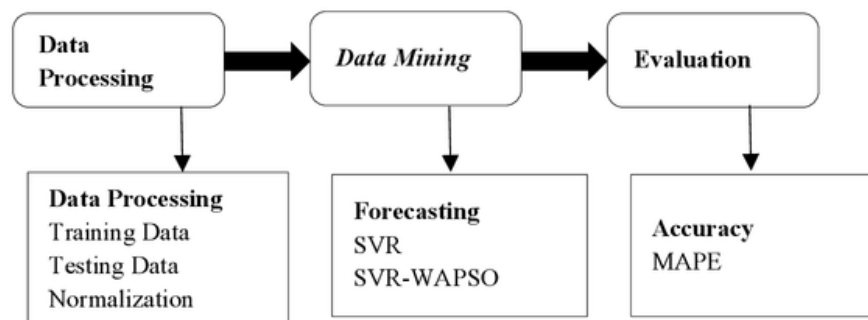 Data
Processing
Data Mining
Evaluation
Data Processing
Training Data
Testing Data
Normalization
Forecasting
SVR
SVR-WAPSO
Accuracy
MAPE